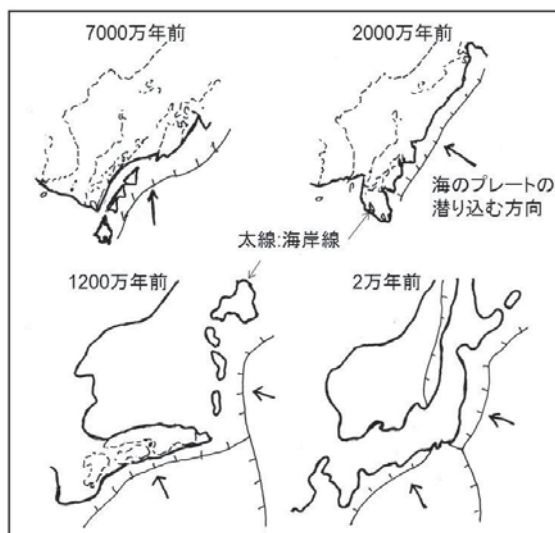 7000万年前
2000万年前
海のプレートの
潜り込む方向
太線:海岸線
1200万年前
2万年前